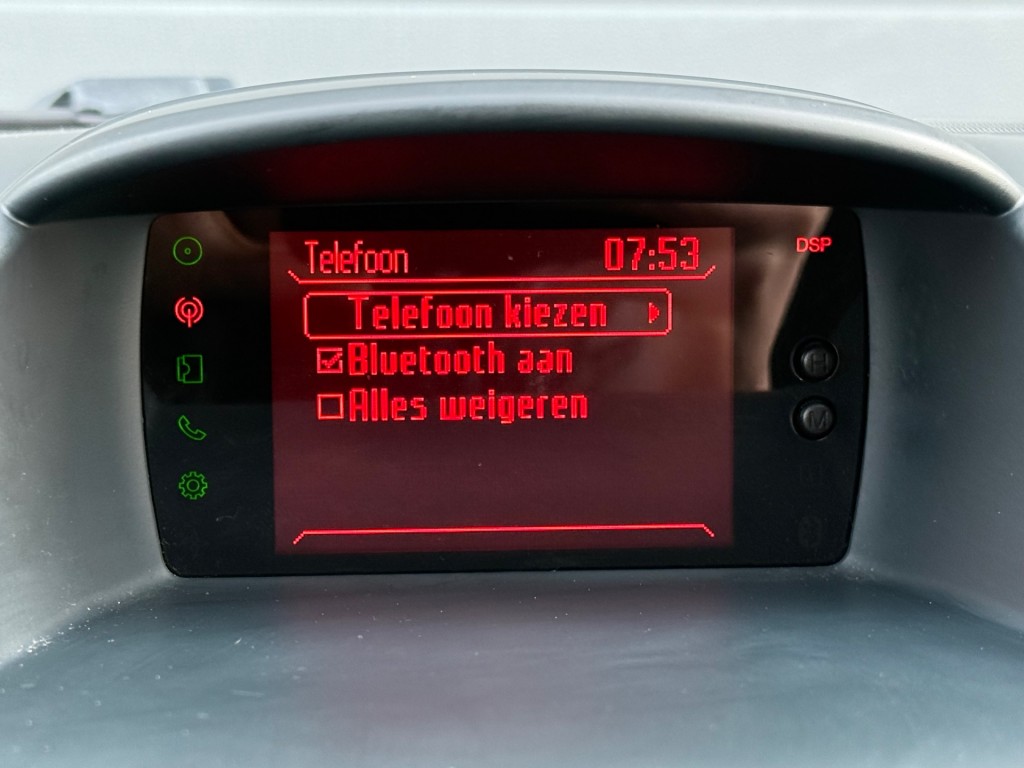 Telefoon 07:53 DSP
Telefoon kiezen
Bluetooth aan
H
Alles weigeren
M